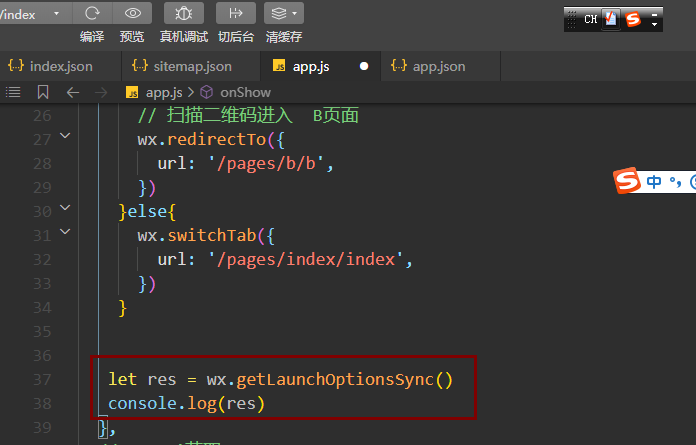 /index
编译 预览 真机调试 切后台 清缓存
CH S
index.json sitemap.json app.js app.json
app.js > onShow
26 // 扫描二维码进入 B页面
27 wx.redirectTo({
28 url: '/pages/b/b',
29 })
30 }else{
31 wx.switchTab({
32 url: '/pages/index/index',
33 })
34 }
35
36
37 let res = wx.getLaunchOptionsSync()
38 console.log(res)
39 },
S 中 °，